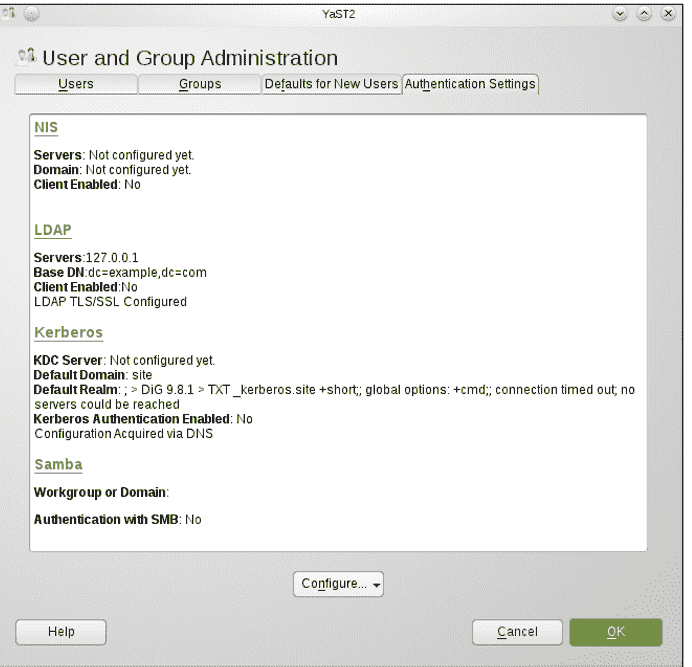 YaST2
User and Group Administration
Users
Groups
Defaults for New Users
Authentication Settings
NIS
Servers: Not configured yet.
Domain: Not configured yet.
Client Enabled: No
LDAP
Servers:127.0.0.1
Base DN:dc=example,dc=com
Client Enabled:No
LDAP TLS/SSL Configured
Kerberos
KDC Server: Not configured yet.
Default Domain: site
Default Realm: ; > DiG 9.8.1 > TXT _kerberos.site +short;; global options: +cmd;; connection timed out; no
servers could be reached
Kerberos Authentication Enabled: No
Configuration Acquired via DNS
Samba
Workgroup or Domain:
Authentication with SMB: No
Configure...
Help
Cancel
OK